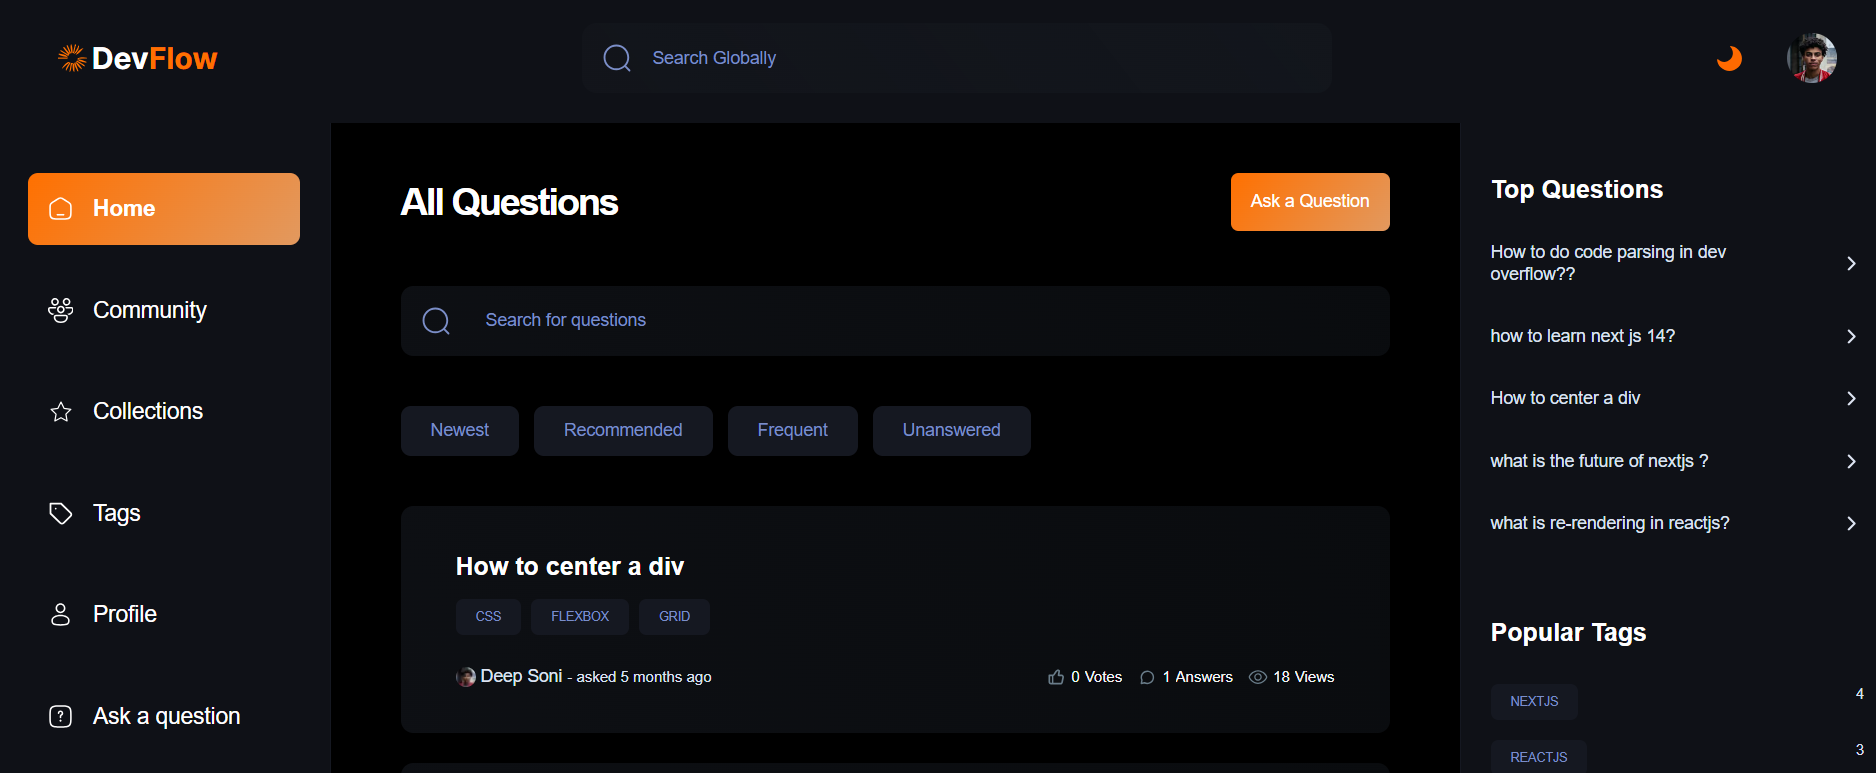 DevFlow
Search Globally
Home
Community
Collections
Tags
Profile
Ask a question
All Questions
Ask a Question
Search for questions
Newest
Recommended
Frequent
Unanswered
How to center a div
CSS
FLEXBOX
GRID
Deep Soni - asked 5 months ago
0 Votes
1 Answers
18 Views
Top Questions
How to do code parsing in dev
overflow??
how to learn next js 14?
How to center a div
what is the future of nextjs ?
what is re-rendering in reactjs?
Popular Tags
NEXTJS
4
REACTJS
3